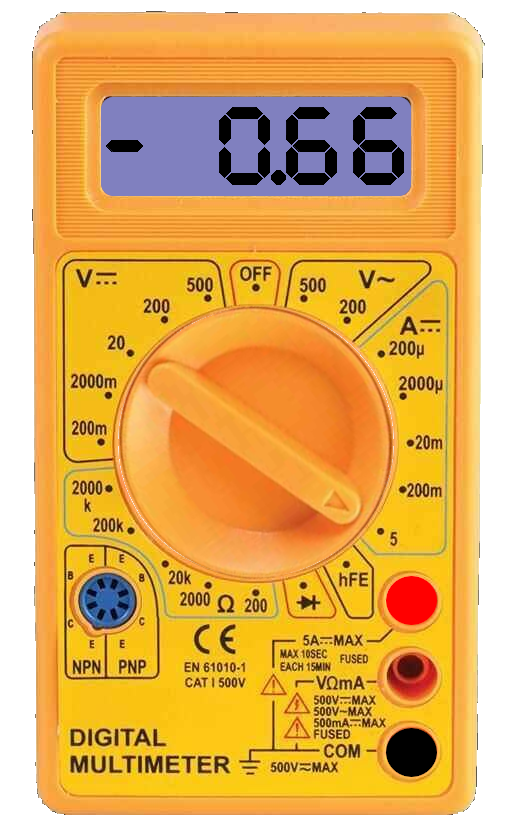 - 0.66
OFF
V⎓
500
200
20
2000m
200m
500
V~
200
A⎓
200µ
2000µ
20m
200m
5
2000
k
200k
20k
2000
Ω
200
hFE
E
E
B
B
C
C
E
E
NPN
PNP
CE
EN 61010-1
CAT I 500V
5A⎓MAX
MAX 10SEC
EACH 15MIN
FUSED
VΩmA
500V⎓MAX
500V~MAX
500mA⎓MAX
FUSED
COM
500V≂MAX
DIGITAL
MULTIMETER